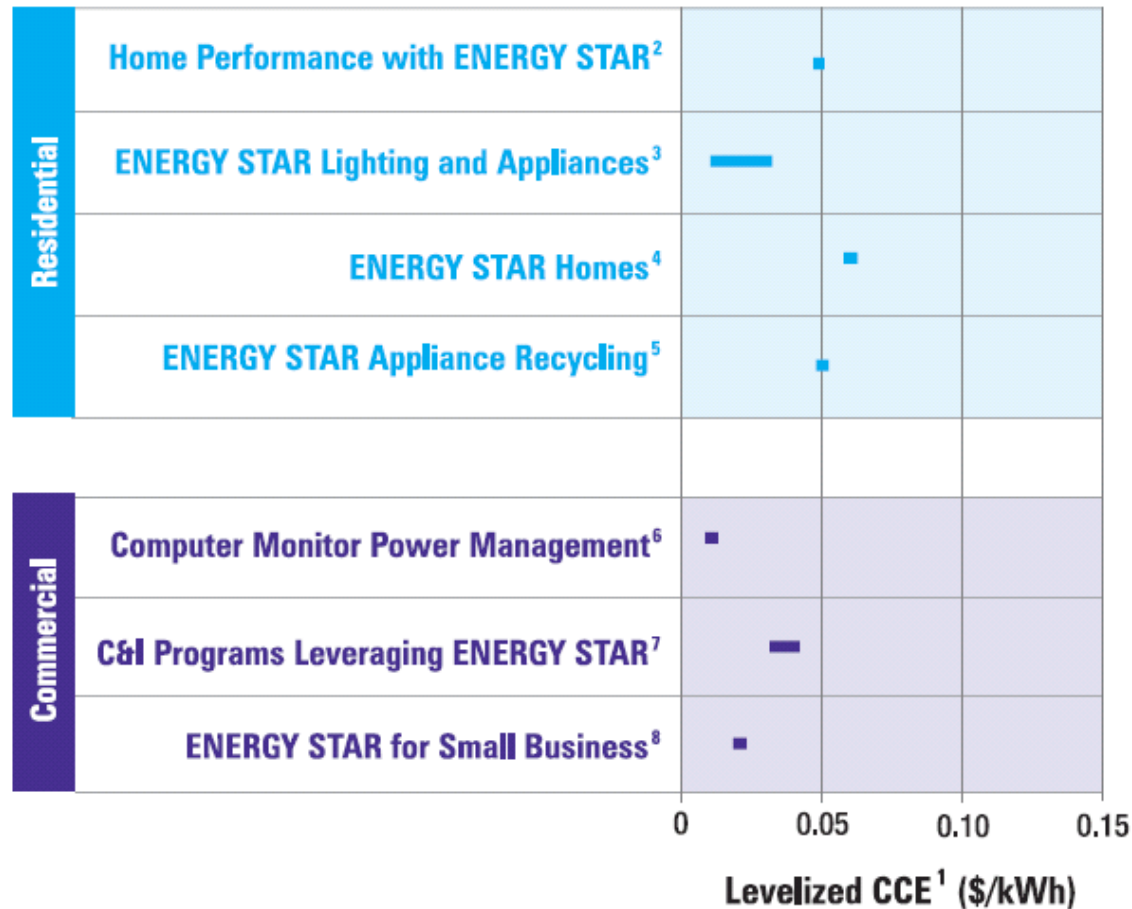 Residential
Home Performance with ENERGY STAR²
ENERGY STAR Lighting and Appliances³
ENERGY STAR Homes⁴
ENERGY STAR Appliance Recycling⁵
Commercial
Computer Monitor Power Management⁶
C&I Programs Leveraging ENERGY STAR⁷
ENERGY STAR for Small Business⁸
0 0.05 0.10 0.15
Levelized CCE¹ ($/kWh)